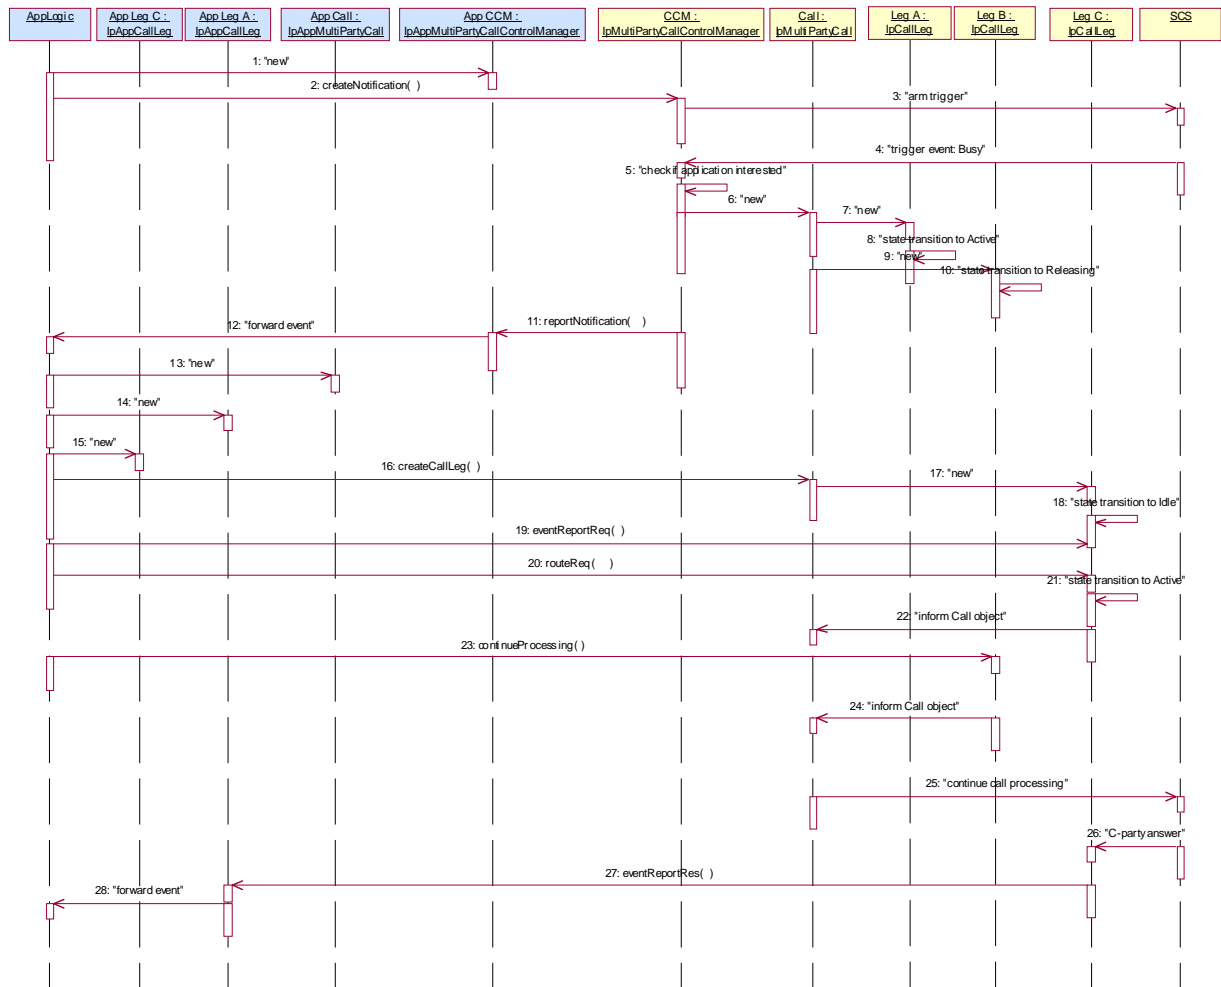 AppLogic
App Leg C :
IpAppCallLeg
App Leg A :
IpAppCallLeg
App Call :
IpAppMultiPartyCall
App CCM :
IpAppMultiPartyCallControlManager
CCM :
IpMultiPartyCallControlManager
Call :
IpMultiPartyCall
Leg A :
IpCallLeg
Leg B :
IpCallLeg
Leg C :
IpCallLeg
SCS
1: "new"
2: createNotification( )
3: "arm trigger"
4: "trigger event: Busy"
5: "check if application interested"
6: "new"
7: "new"
8: "state transition to Active"
9: "new"
10: "state transition to Releasing"
11: reportNotification( )
12: "forward event"
13: "new"
14: "new"
15: "new"
16: createCallLeg( )
17: "new"
18: "state transition to Idle"
19: eventReportReq( )
20: routeReq( )
21: "state transition to Active"
22: "inform Call object"
23: continueProcessing( )
24: "inform Call object"
25: "continue call processing"
26: "C-party answer"
27: eventReportRes( )
28: "forward event"